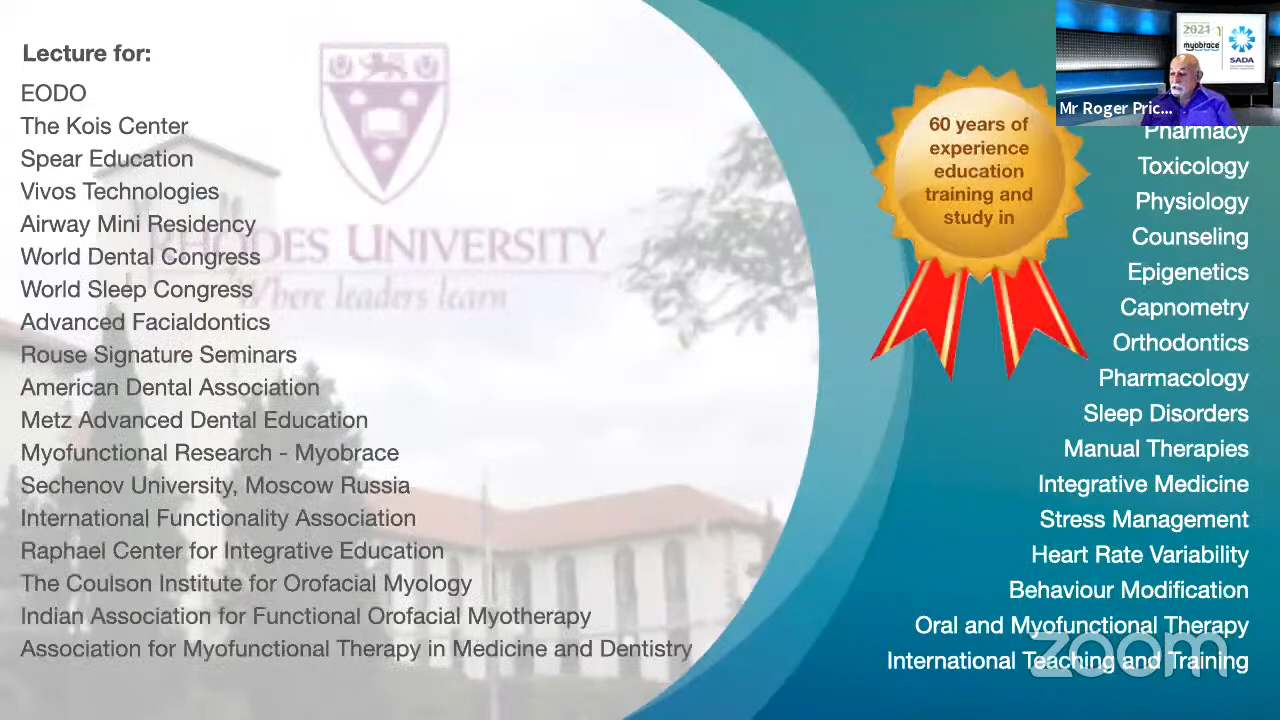 Lecture for:
EODO
The Kois Center
Spear Education
Vivos Technologies
Airway Mini Residency
World Dental Congress
World Sleep Congress
Advanced Facialdontics
Rouse Signature Seminars
American Dental Association
Metz Advanced Dental Education
Myofunctional Research - Myobrace
Sechenov University, Moscow Russia
International Functionality Association
Raphael Center for Integrative Education
The Coulson Institute for Orofacial Myology
Indian Association for Functional Orofacial Myotherapy
Association for Myofunctional Therapy in Medicine and Dentistry
RHODES UNIVERSITY
Where leaders learn
60 years of
experience
education
training and
study in
2021
myobrace
SADA
Mr Roger Pric...
Pharmacy
Toxicology
Physiology
Counseling
Epigenetics
Capnometry
Orthodontics
Pharmacology
Sleep Disorders
Manual Therapies
Integrative Medicine
Stress Management
Heart Rate Variability
Behaviour Modification
Oral and Myofunctional Therapy
International Teaching and Training
zoom